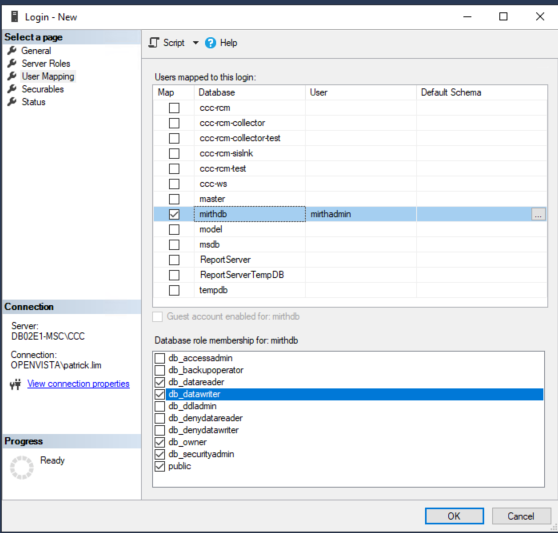 Login - New
Select a page
General
Server Roles
User Mapping
Securables
Status
Script
Help
Users mapped to this login:
Map Database User Default Schema
ccc-rcm
ccc-rcm-collector
ccc-rcm-collector-test
ccc-rcm-sislnk
ccc-rcm-test
ccc-ws
master
mirthdb mirthadmin ...
model
msdb
ReportServer
ReportServerTempDB
tempdb
Guest account enabled for: mirthdb
Database role membership for: mirthdb
db_accessadmin
db_backupoperator
db_datareader
db_datawriter
db_ddladmin
db_denydatareader
db_denydatawriter
db_owner
db_securityadmin
public
Connection
Server:
DB02E1-MSC\CCC
Connection:
OPENVISTA\patrick.lim
View connection properties
Progress
Ready
OK Cancel